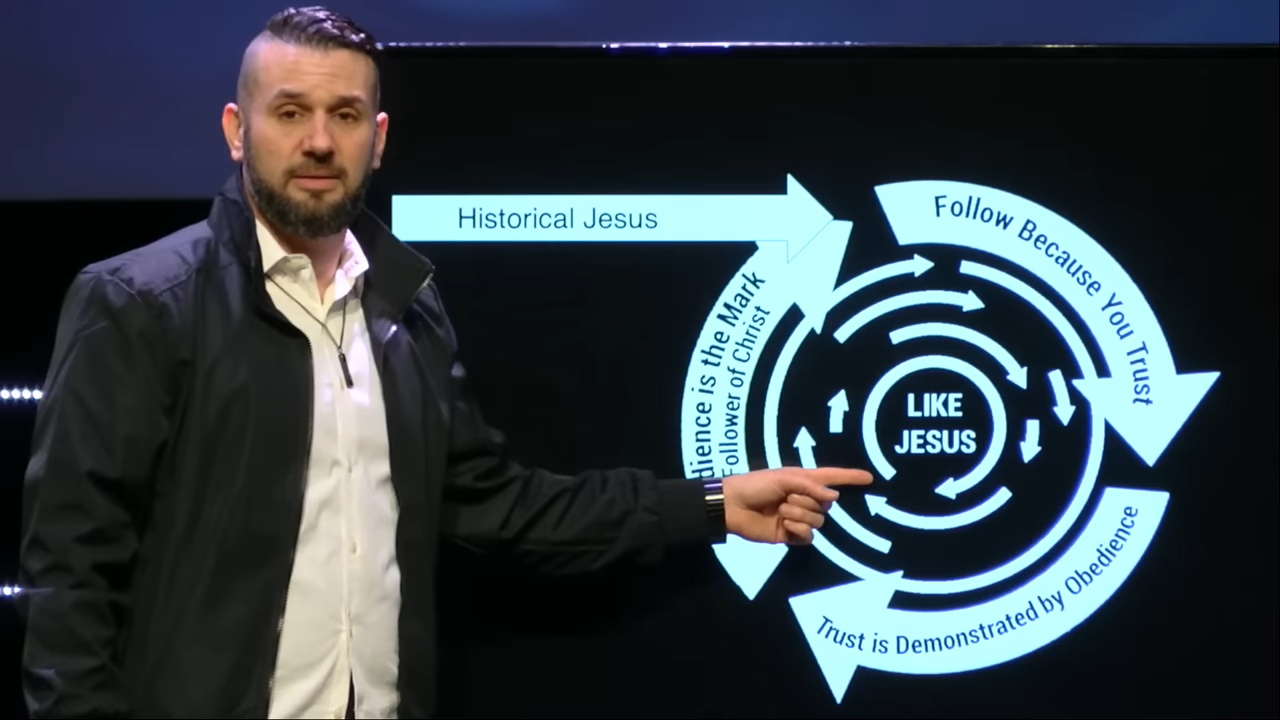 Historical Jesus
Follow Because You Trust
Trust is Demonstrated by Obedience
is the Mark
Follower of Christ
LIKE
JESUS